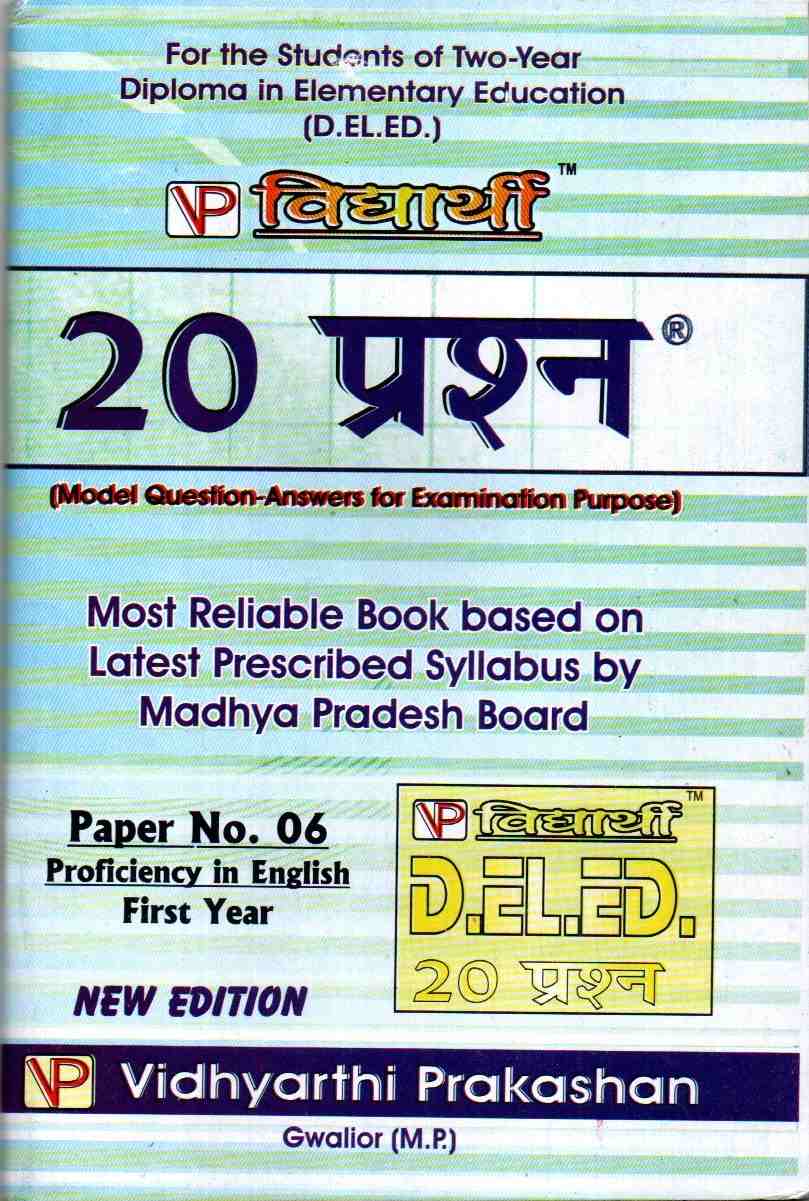 For the Students of Two-Year
Diploma in Elementary Education
(D.EL.ED.)
VP विद्यार्थी TM
20 प्रश्न ®
(Model Question-Answers for Examination Purpose)
Most Reliable Book based on
Latest Prescribed Syllabus by
Madhya Pradesh Board
Paper No. 06
Proficiency in English
First Year
NEW EDITION
VP विद्यार्थी TM
D.EL.ED.
20 प्रश्न
VP Vidhyarthi Prakashan
Gwalior (M.P.)